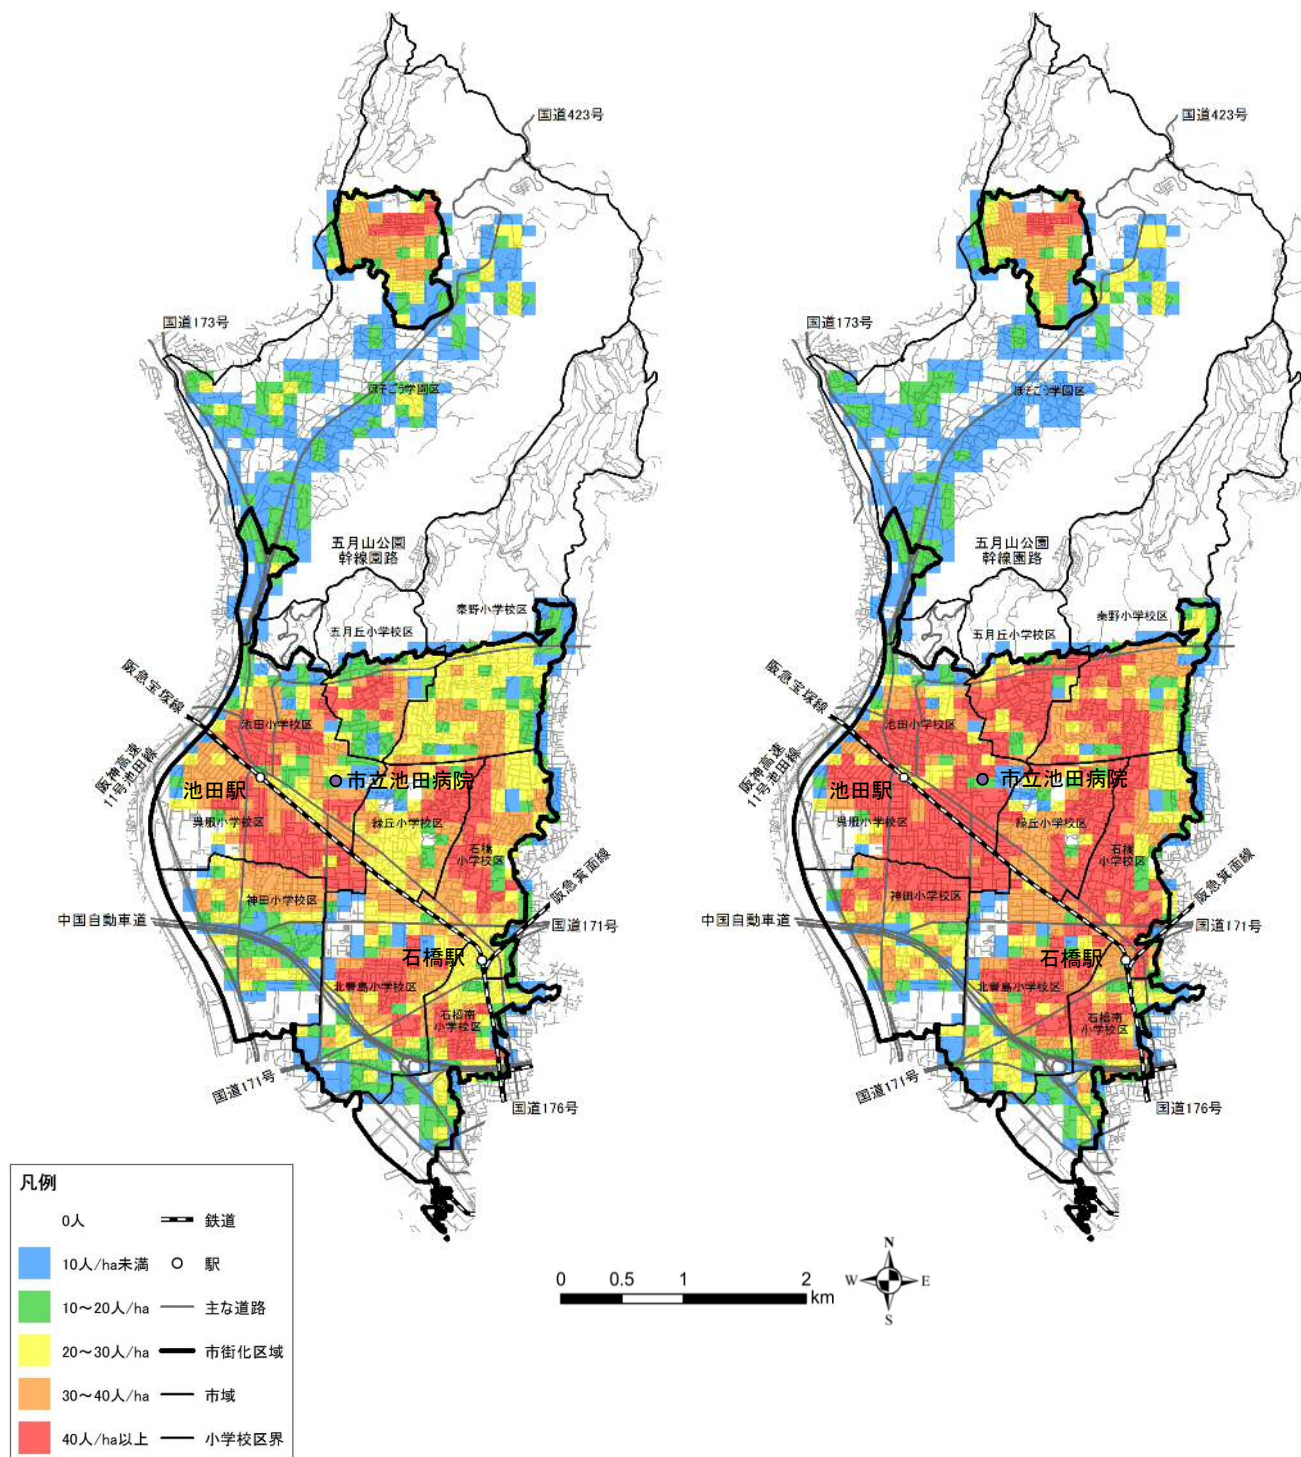 国道423号
国道173号
ほそごう学園区
五月山公園
幹線園路
秦野小学校区
五月丘小学校区
阪急宝塚線
池田小学校区
阪神高速
11号池田線
池田駅
市立池田病院
呉服小学校区
緑丘小学校区
石橋
小学校区
阪急箕面線
神田小学校区
中国自動車道
国道171号
石橋駅
北豊島小学校区
石橋南
小学校区
国道171号
国道176号
国道423号
国道173号
ほそごう学園区
五月山公園
幹線園路
秦野小学校区
五月丘小学校区
阪急宝塚線
池田小学校区
阪神高速
11号池田線
池田駅
市立池田病院
呉服小学校区
緑丘小学校区
石橋
小学校区
阪急箕面線
神田小学校区
中国自動車道
国道171号
石橋駅
北豊島小学校区
石橋南
小学校区
国道171号
国道176号
凡例
0人 鉄道
10人/ha未満 駅
10～20人/ha 主な道路
20～30人/ha 市街化区域
30～40人/ha 市域
40人/ha以上 小学校区界
0 0.5 1 2
km
N
W E
S